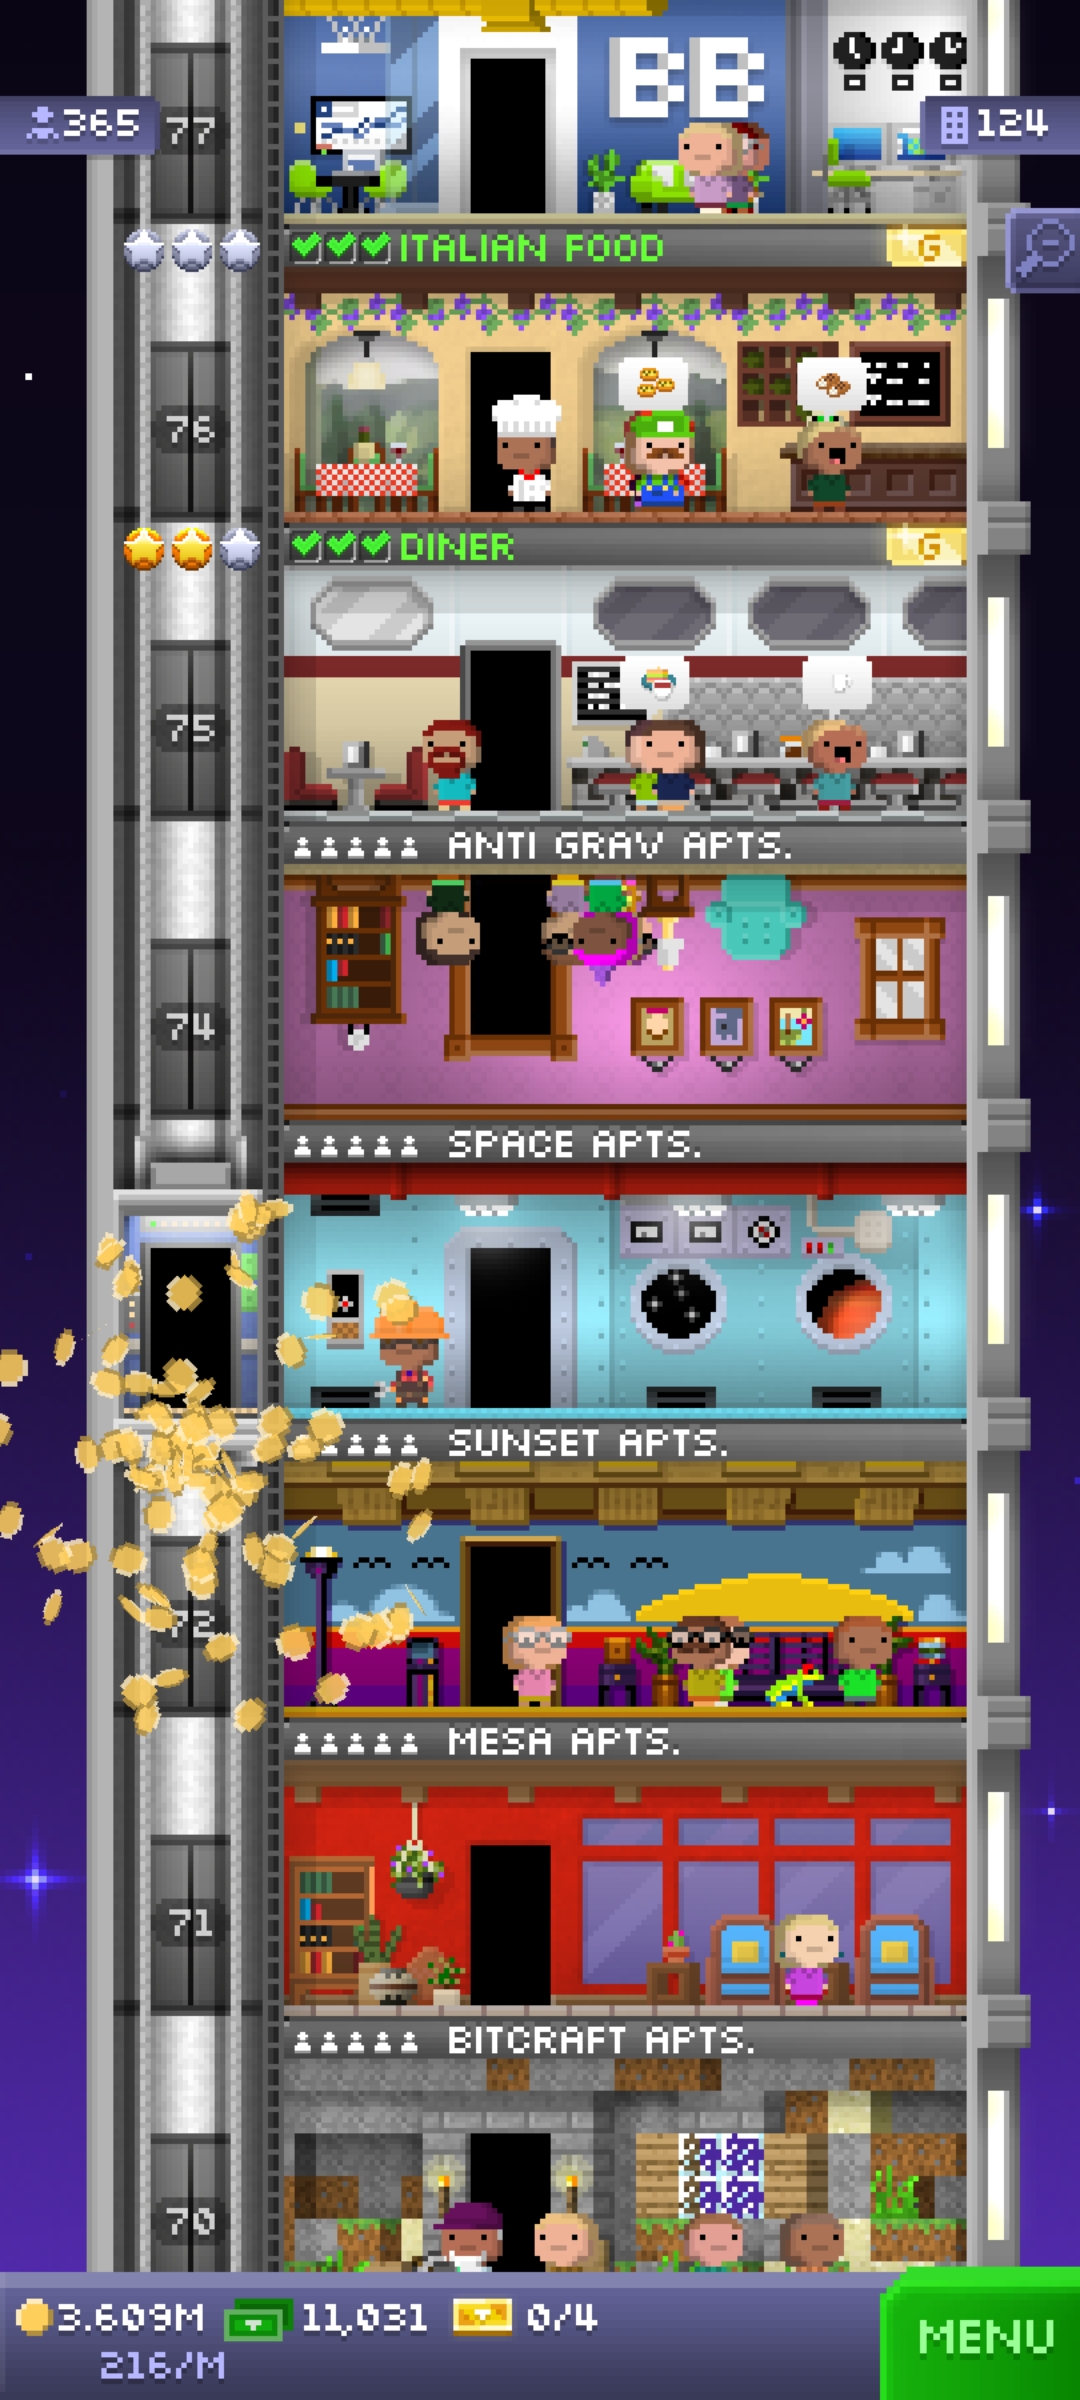 BB
365
77
124
ITALIAN FOOD
G
76
DINER
G
75
ANTI GRAV APTS.
74
SPACE APTS.
SUNSET APTS.
72
MESA APTS.
71
BITCRAFT APTS.
70
3.609M
11,031
0/4
MENU
216/M